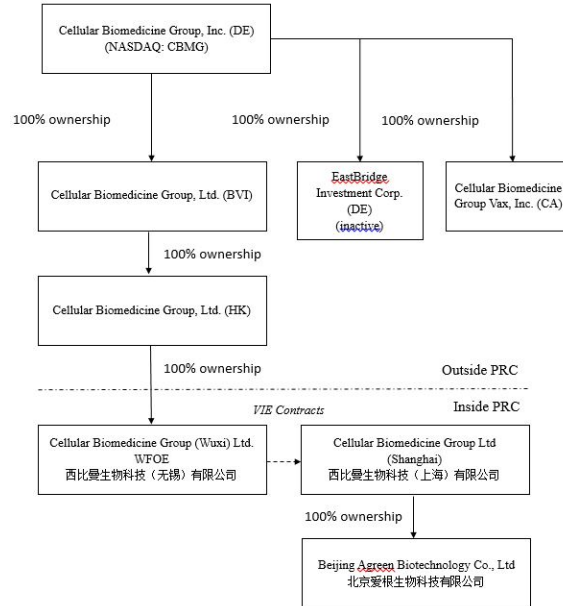 Cellular Biomedicine Group, Inc. (DE)
(NASDAQ: CBMG)
100% ownership
100% ownership
100% ownership
Cellular Biomedicine Group, Ltd. (BVI)
EastBridge
Investment Corp.
(DE)
(inactive)
Cellular Biomedicine
Group Vax, Inc. (CA)
100% ownership
Cellular Biomedicine Group, Ltd. (HK)
100% ownership
Outside PRC
VIE Contracts
Inside PRC
Cellular Biomedicine Group (Wuxi) Ltd.
WFOE
西比曼生物科技（无锡）有限公司
Cellular Biomedicine Group Ltd
(Shanghai)
西比曼生物科技（上海）有限公司
100% ownership
Beijing Agreen Biotechnology Co., Ltd
北京爱根生物科技有限公司